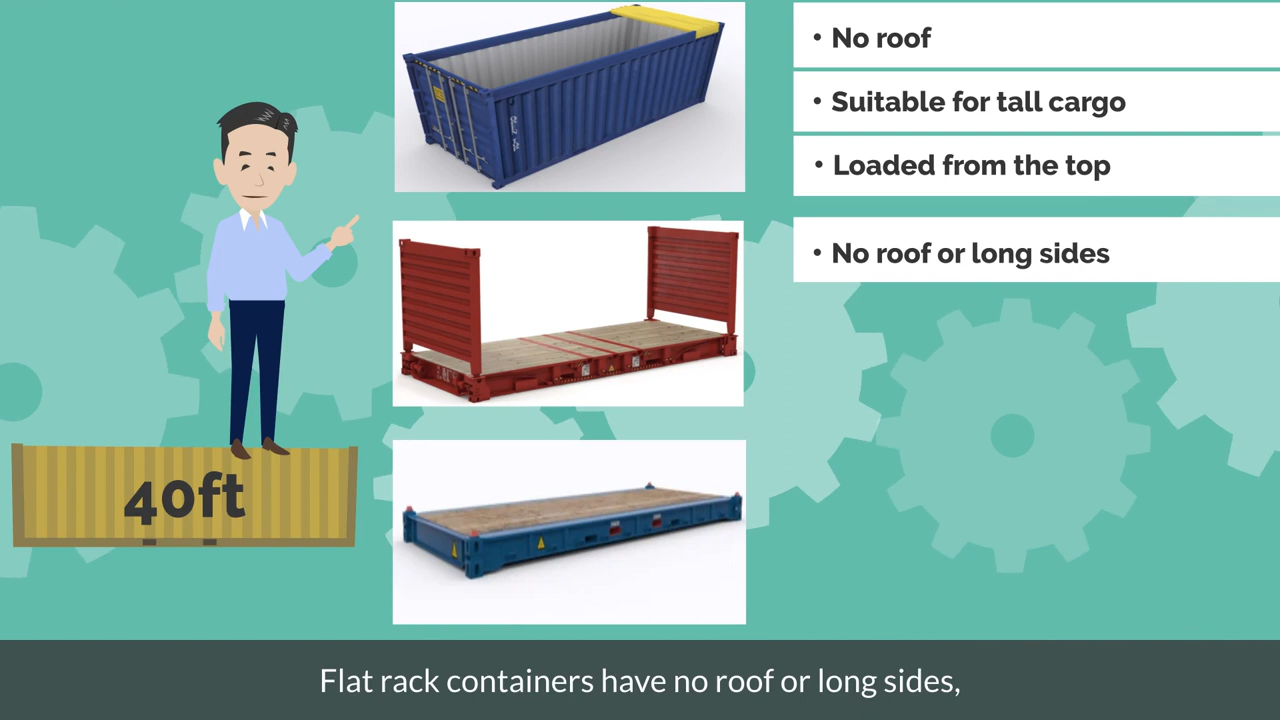 • No roof
• Suitable for tall cargo
• Loaded from the top
• No roof or long sides
40ft
Flat rack containers have no roof or long sides,